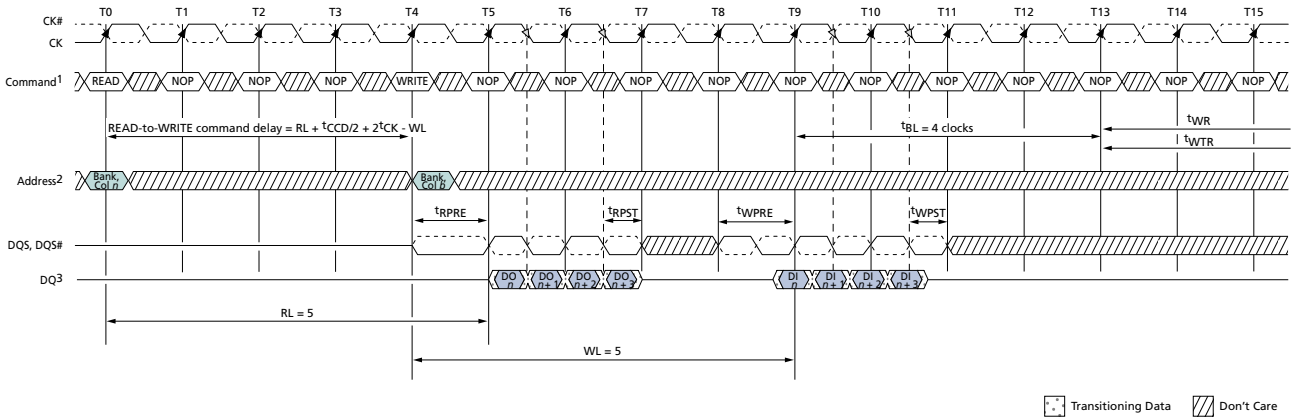 T0 T1 T2 T3 T4 T5 T6 T7 T8 T9 T10 T11 T12 T13 T14 T15
CK#
CK
Command1 READ NOP NOP NOP WRITE NOP NOP NOP NOP NOP NOP NOP NOP NOP NOP NOP
READ-to-WRITE command delay = RL + tCCD/2 + 2tCK - WL
tBL = 4 clocks
tWR
tWTR
Address2 Bank, Col n Bank, Col b
tRPRE tRPST tWPRE tWPST
DQS, DQS#
DQ3 DO n DO n + 1 DO n + 2 DO n + 3 DI n DI n + 1 DI n + 2 DI n + 3
RL = 5
WL = 5
Transitioning Data Don't Care